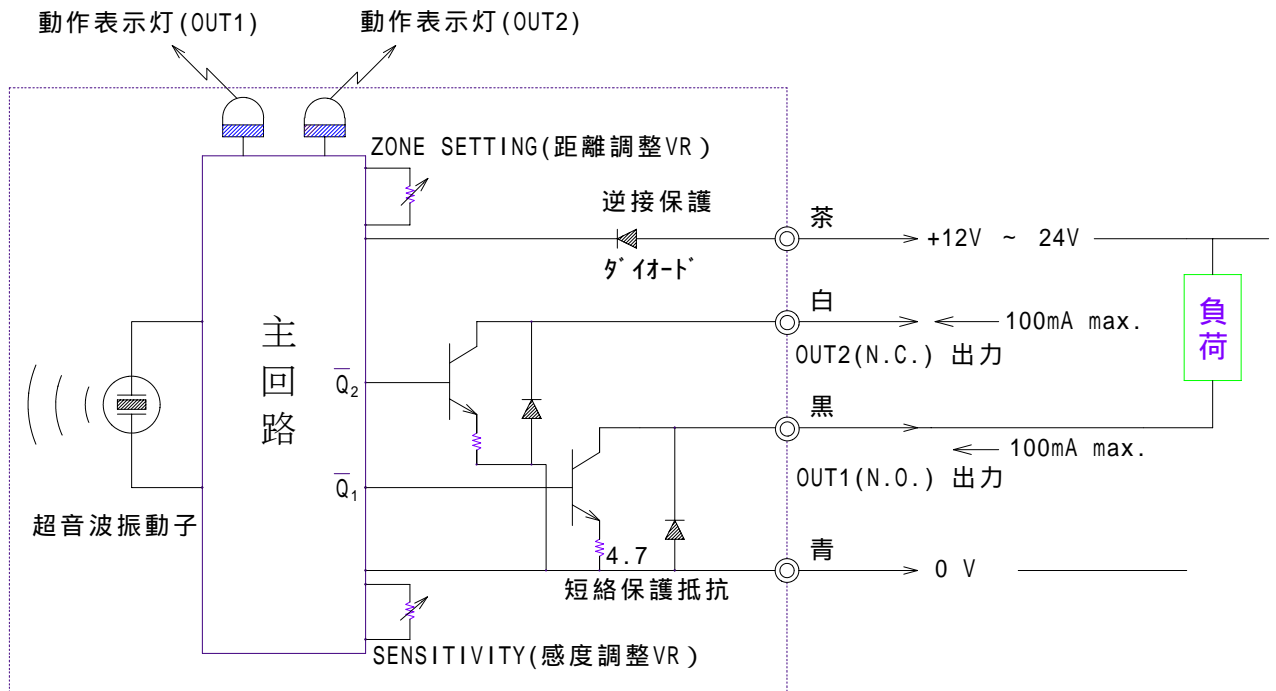 動作表示灯(OUT1)
動作表示灯(OUT2)
ZONE SETTING(距離調整VR)
逆接保護
ダイオード
茶
+12V ~ 24V
白
100mA max.
OUT2(N.C.) 出力
負荷
主回路
Q2
黒
100mA max.
OUT1(N.O.) 出力
Q1
超音波振動子
4.7
短絡保護抵抗
青
0 V
SENSITIVITY(感度調整VR)